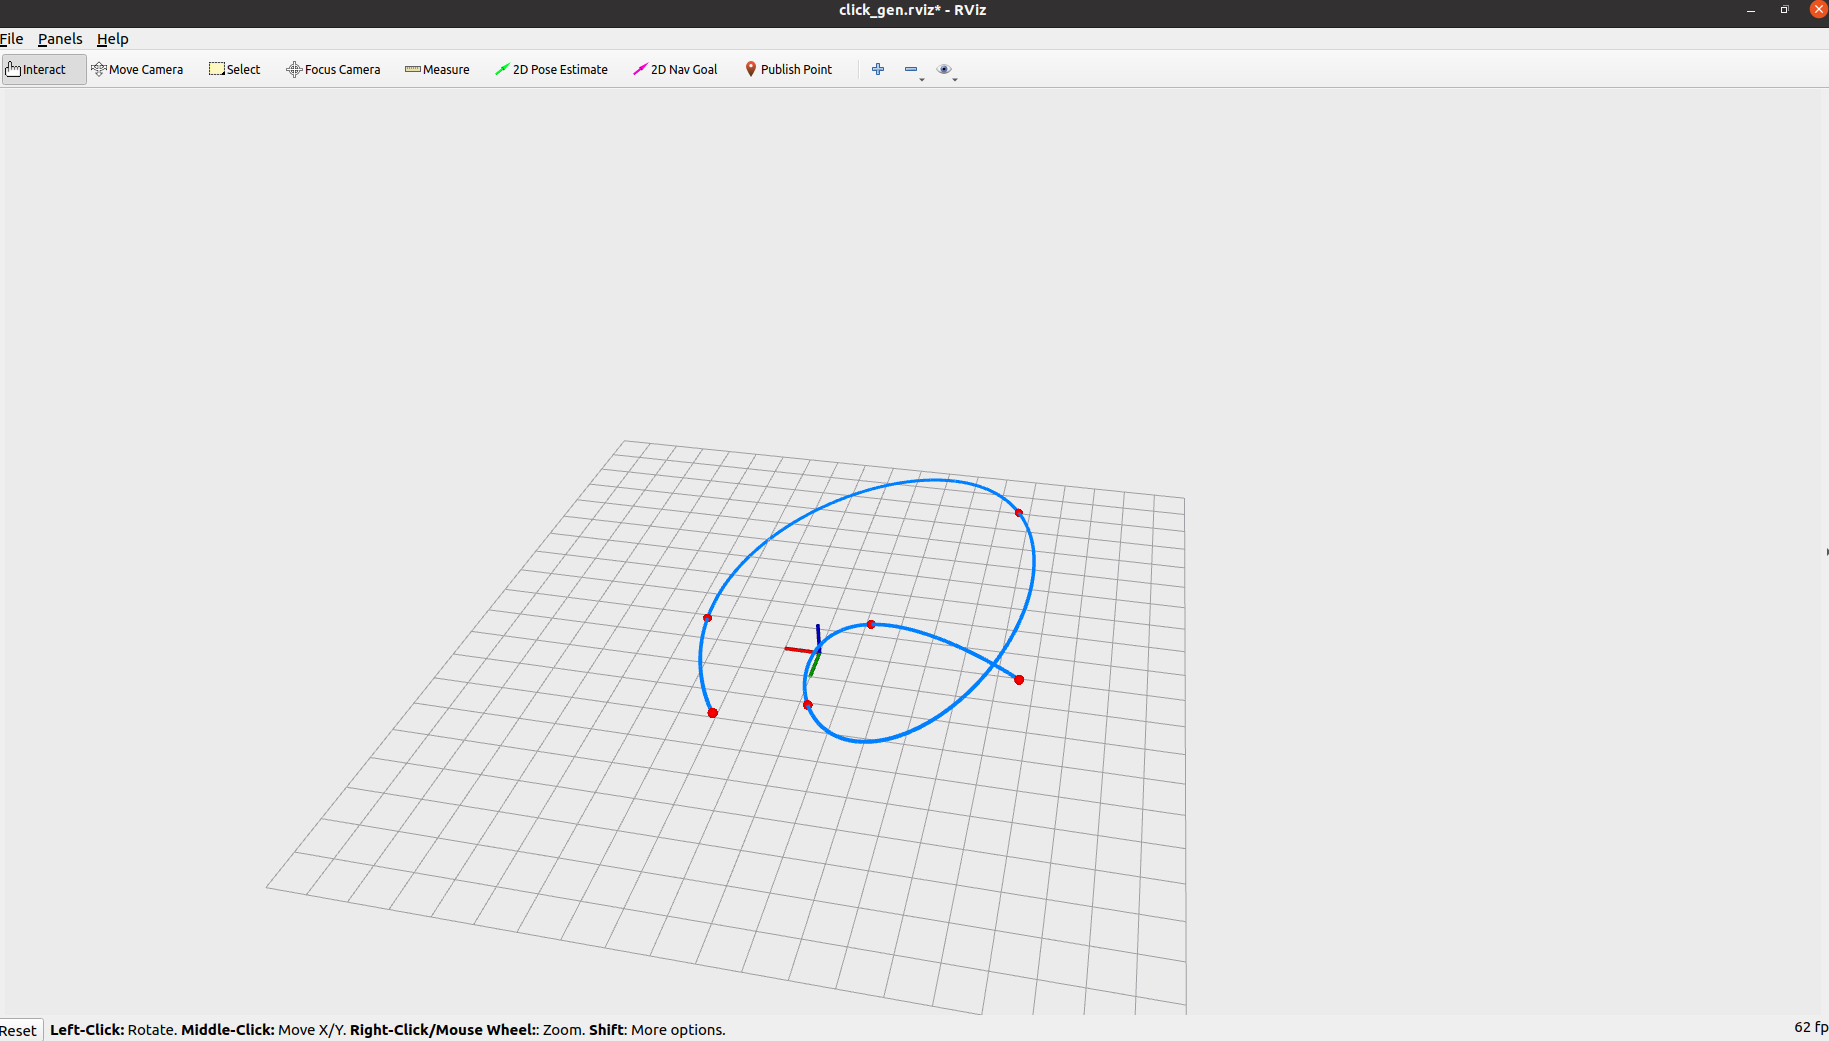 click_gen.rviz* - RViz
File Panels Help
Interact Move Camera Select Focus Camera Measure 2D Pose Estimate 2D Nav Goal Publish Point
Reset Left-Click: Rotate. Middle-Click: Move X/Y. Right-Click/Mouse Wheel:: Zoom. Shift: More options. 62 fp